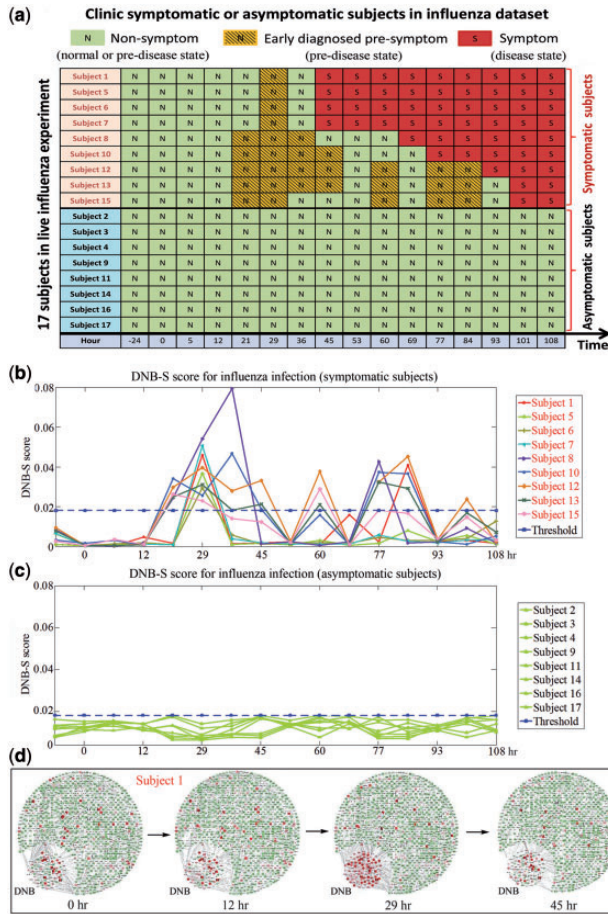 (a)
Clinic symptomatic or asymptomatic subjects in influenza dataset
N Non-symptom N Early diagnosed pre-symptom S Symptom
(normal or pre-disease state) (pre-disease state) (disease state)
17 subjects in live influenza experiment
Subject 1 N N N N N N N S S S S S S S S S
Subject 5 N N N N N N N S S S S S S S S S
Subject 6 N N N N N N N S S S S S S S S S
Subject 7 N N N N N N N S S S S S S S S S
Subject 8 N N N N N N N N N N S S S S S S
Subject 10 N N N N N N N N N N N S S S S S
Subject 12 N N N N N N N N N N N N N S S S
Subject 13 N N N N N N N N N N N N N N S S
Subject 15 N N N N N N N N N N N N N N S S
Subject 2 N N N N N N N N N N N N N N N N
Subject 3 N N N N N N N N N N N N N N N N
Subject 4 N N N N N N N N N N N N N N N N
Subject 9 N N N N N N N N N N N N N N N N
Subject 11 N N N N N N N N N N N N N N N N
Subject 14 N N N N N N N N N N N N N N N N
Subject 16 N N N N N N N N N N N N N N N N
Subject 17 N N N N N N N N N N N N N N N N
Hour -24 0 5 12 21 29 36 45 53 60 69 77 84 93 101 108
Symptomatic subjects
Asymptomatic subjects
Time
(b)
DNB-S score for influenza infection (symptomatic subjects)
DNB-S score
0.08
0.06
0.04
0.02
0
0 12 29 45 60 77 93 108 hr
Subject 1
Subject 5
Subject 6
Subject 7
Subject 8
Subject 10
Subject 12
Subject 13
Subject 15
Threshold
(c)
DNB-S score for influenza infection (asymptomatic subjects)
DNB-S score
0.08
0.06
0.04
0.02
0
0 12 29 45 60 77 93 108 hr
Subject 2
Subject 3
Subject 4
Subject 9
Subject 11
Subject 14
Subject 16
Subject 17
Threshold
(d)
Subject 1
DNB DNB DNB DNB
0 hr 12 hr 29 hr 45 hr